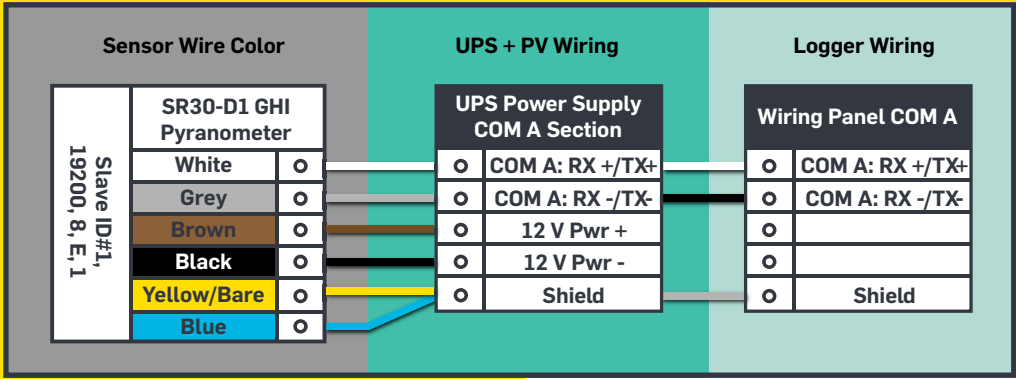 Sensor Wire Color
UPS + PV Wiring
Logger Wiring
Slave ID#1,
19200, 8, E, 1
SR30-D1 GHI
Pyranometer
White
Grey
Brown
Black
Yellow/Bare
Blue
UPS Power Supply
COM A Section
COM A: RX +/TX+
COM A: RX -/TX-
12 V Pwr +
12 V Pwr -
Shield
Wiring Panel COM A
COM A: RX +/TX+
COM A: RX -/TX-
Shield